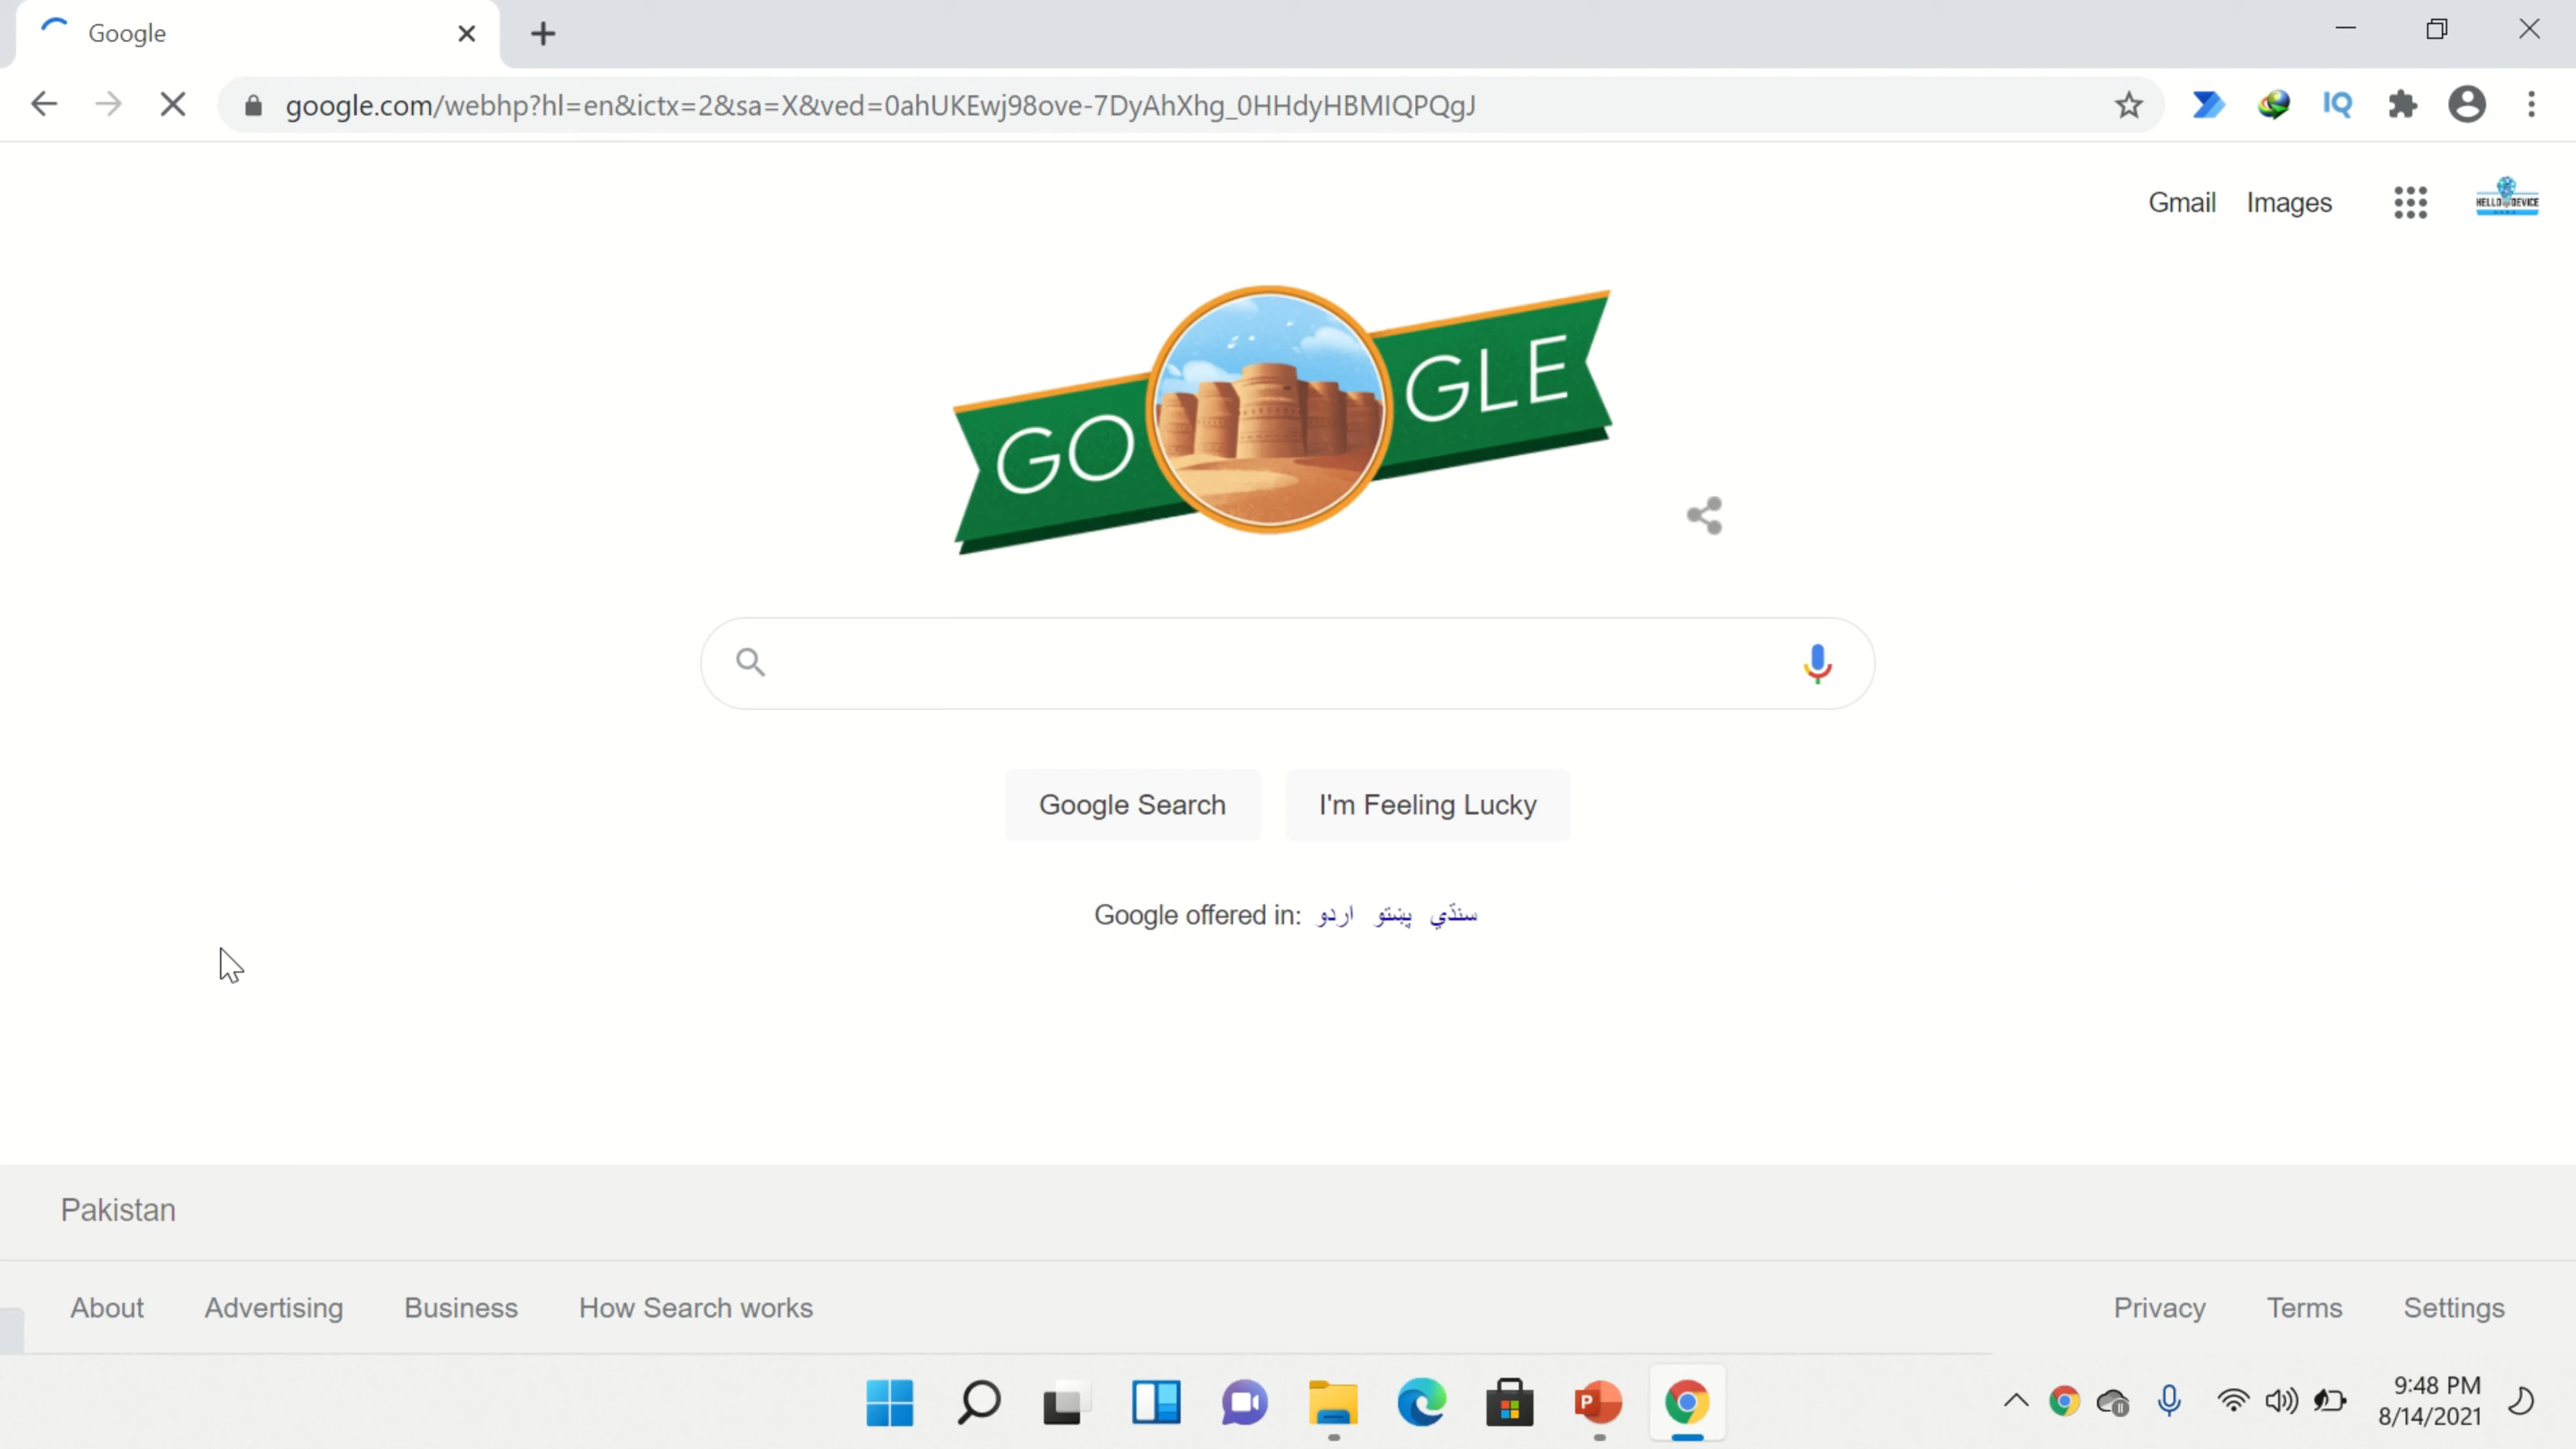 Google
google.com/webhp?hl=en&ictx=2&sa=X&ved=0ahUKEwj98ove-7DyAhXhg_0HHdyHBMIQPQgJ
IQ
Gmail Images
HELLO DEVICE
GO GLE
Google Search I'm Feeling Lucky
Google offered in: اردو پښتو سنڌي
Pakistan
About Advertising Business How Search works Privacy Terms Settings
P
9:48 PM
8/14/2021